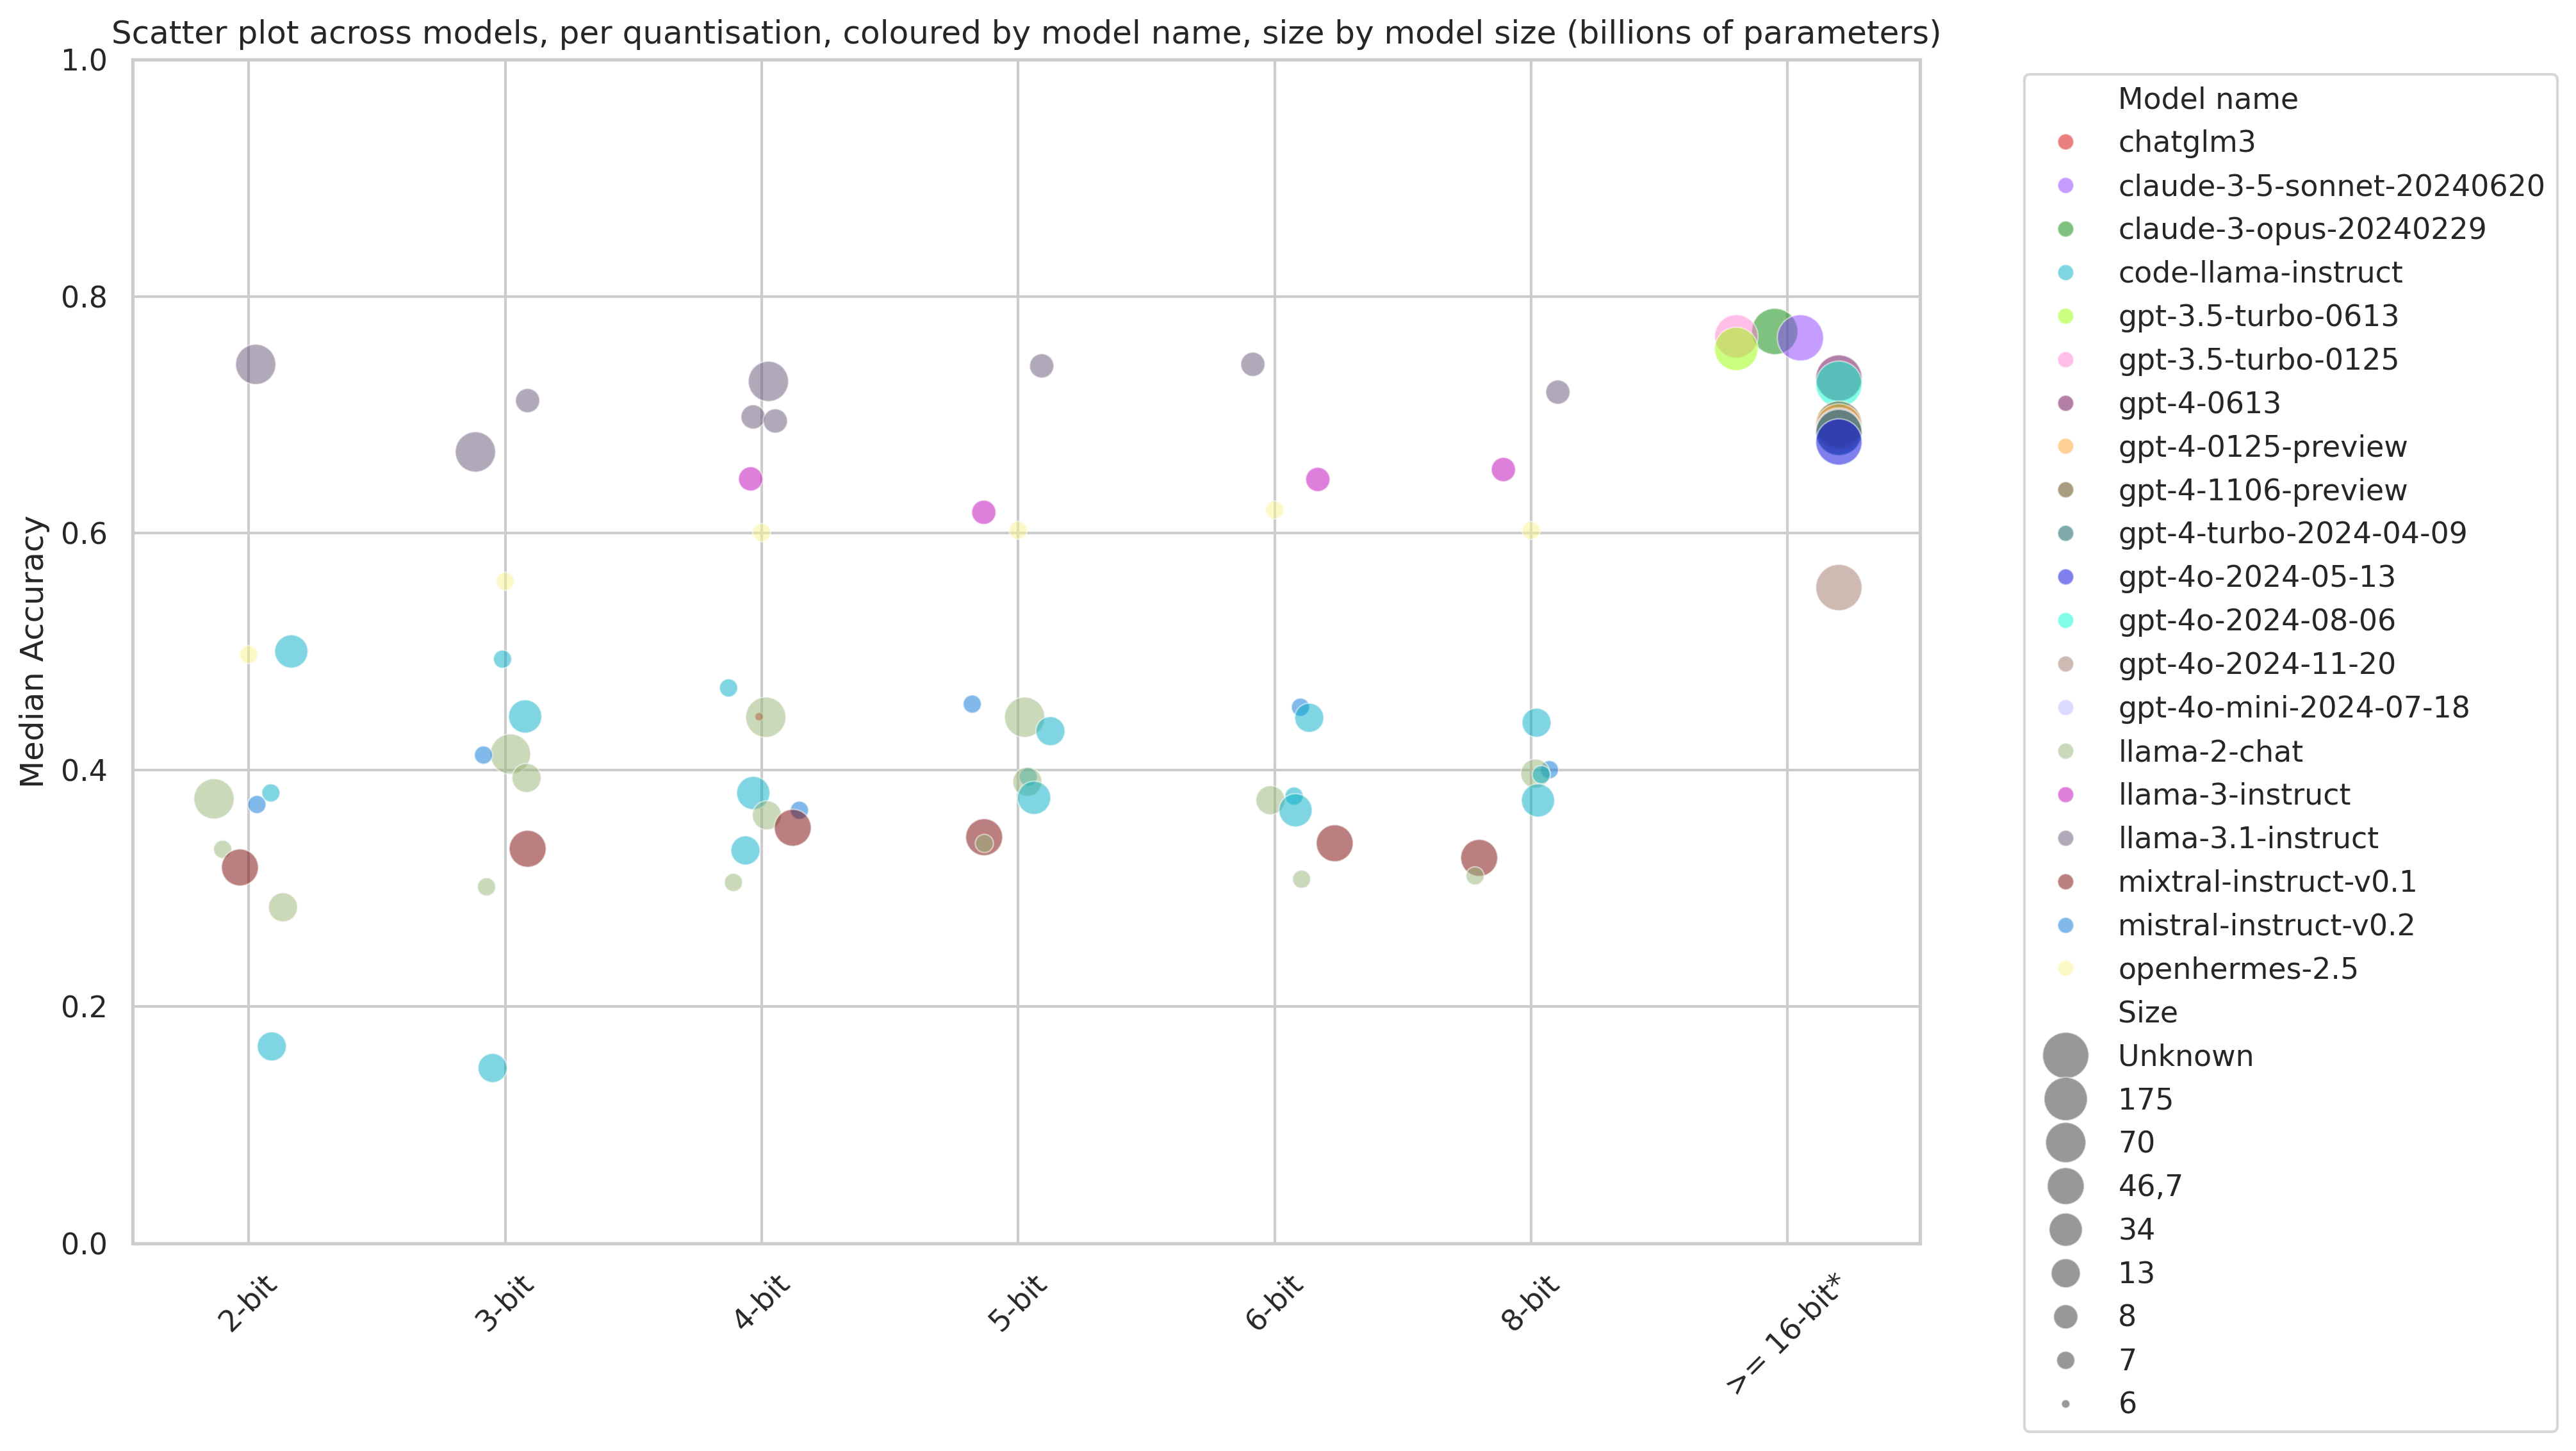 Scatter plot across models, per quantisation, coloured by model name, size by model size (billions of parameters)
Median Accuracy
1.0
0.8
0.6
0.4
0.2
0.0
2-bit
3-bit
4-bit
5-bit
6-bit
8-bit
>= 16-bit*
Model name
chatglm3
claude-3-5-sonnet-20240620
claude-3-opus-20240229
code-llama-instruct
gpt-3.5-turbo-0613
gpt-3.5-turbo-0125
gpt-4-0613
gpt-4-0125-preview
gpt-4-1106-preview
gpt-4-turbo-2024-04-09
gpt-4o-2024-05-13
gpt-4o-2024-08-06
gpt-4o-2024-11-20
gpt-4o-mini-2024-07-18
llama-2-chat
llama-3-instruct
llama-3.1-instruct
mixtral-instruct-v0.1
mistral-instruct-v0.2
openhermes-2.5
Size
Unknown
175
70
46,7
34
13
8
7
6